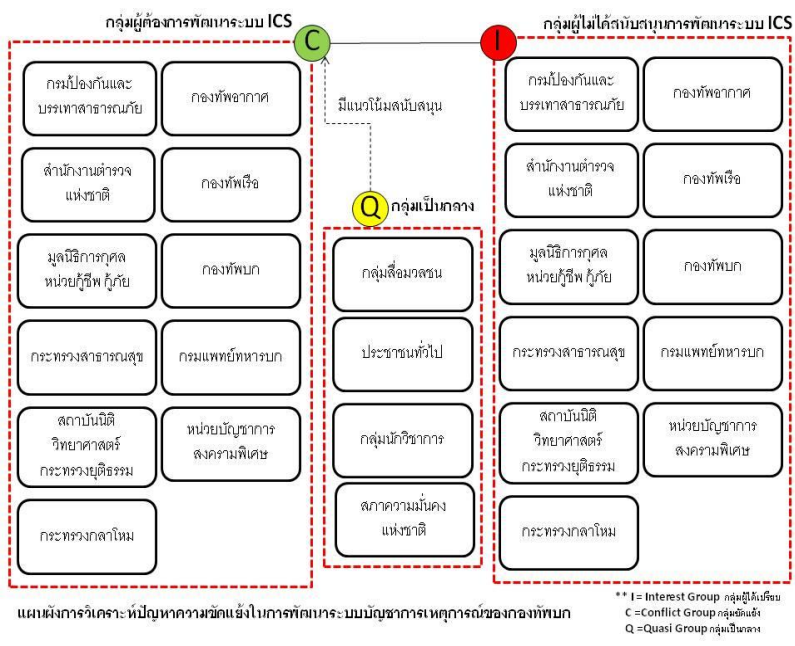 กลุ่มผู้ต้องการพัฒนาระบบ ICS
C
กรมป้องกันและ
บรรเทาสาธารณภัย
กองทัพอากาศ
สำนักงานตำรวจ
แห่งชาติ
กองทัพเรือ
มูลนิธิการกุศล
หน่วยกู้ชีพ กู้ภัย
กองทัพบก
กระทรวงสาธารณสุข
กรมแพทย์ทหารบก
สถาบันนิติ
วิทยาศาสตร์
กระทรวงยุติธรรม
หน่วยบัญชาการ
สงครามพิเศษ
กระทรวงกลาโหม
มีแนวโน้มสนับสนุน
Q
กลุ่มเป็นกลาง
กลุ่มสื่อมวลชน
ประชาชนทั่วไป
กลุ่มนักวิชาการ
สภาความมั่นคง
แห่งชาติ
กลุ่มผู้ไม่ได้สนับสนุนการพัฒนาระบบ ICS
I
กรมป้องกันและ
บรรเทาสาธารณภัย
กองทัพอากาศ
สำนักงานตำรวจ
แห่งชาติ
กองทัพเรือ
มูลนิธิการกุศล
หน่วยกู้ชีพ กู้ภัย
กองทัพบก
กระทรวงสาธารณสุข
กรมแพทย์ทหารบก
สถาบันนิติ
วิทยาศาสตร์
กระทรวงยุติธรรม
หน่วยบัญชาการ
สงครามพิเศษ
กระทรวงกลาโหม
แผนผังการวิเคราะห์ปัญหาความขัดแย้งในการพัฒนาระบบบัญชาการเหตุการณ์ของกองทัพบก
** I = Interest Group กลุ่มผู้ได้เปรียบ
C =Conflict Group กลุ่มขัดแย้ง
Q =Quasi Group กลุ่มเป็นกลาง